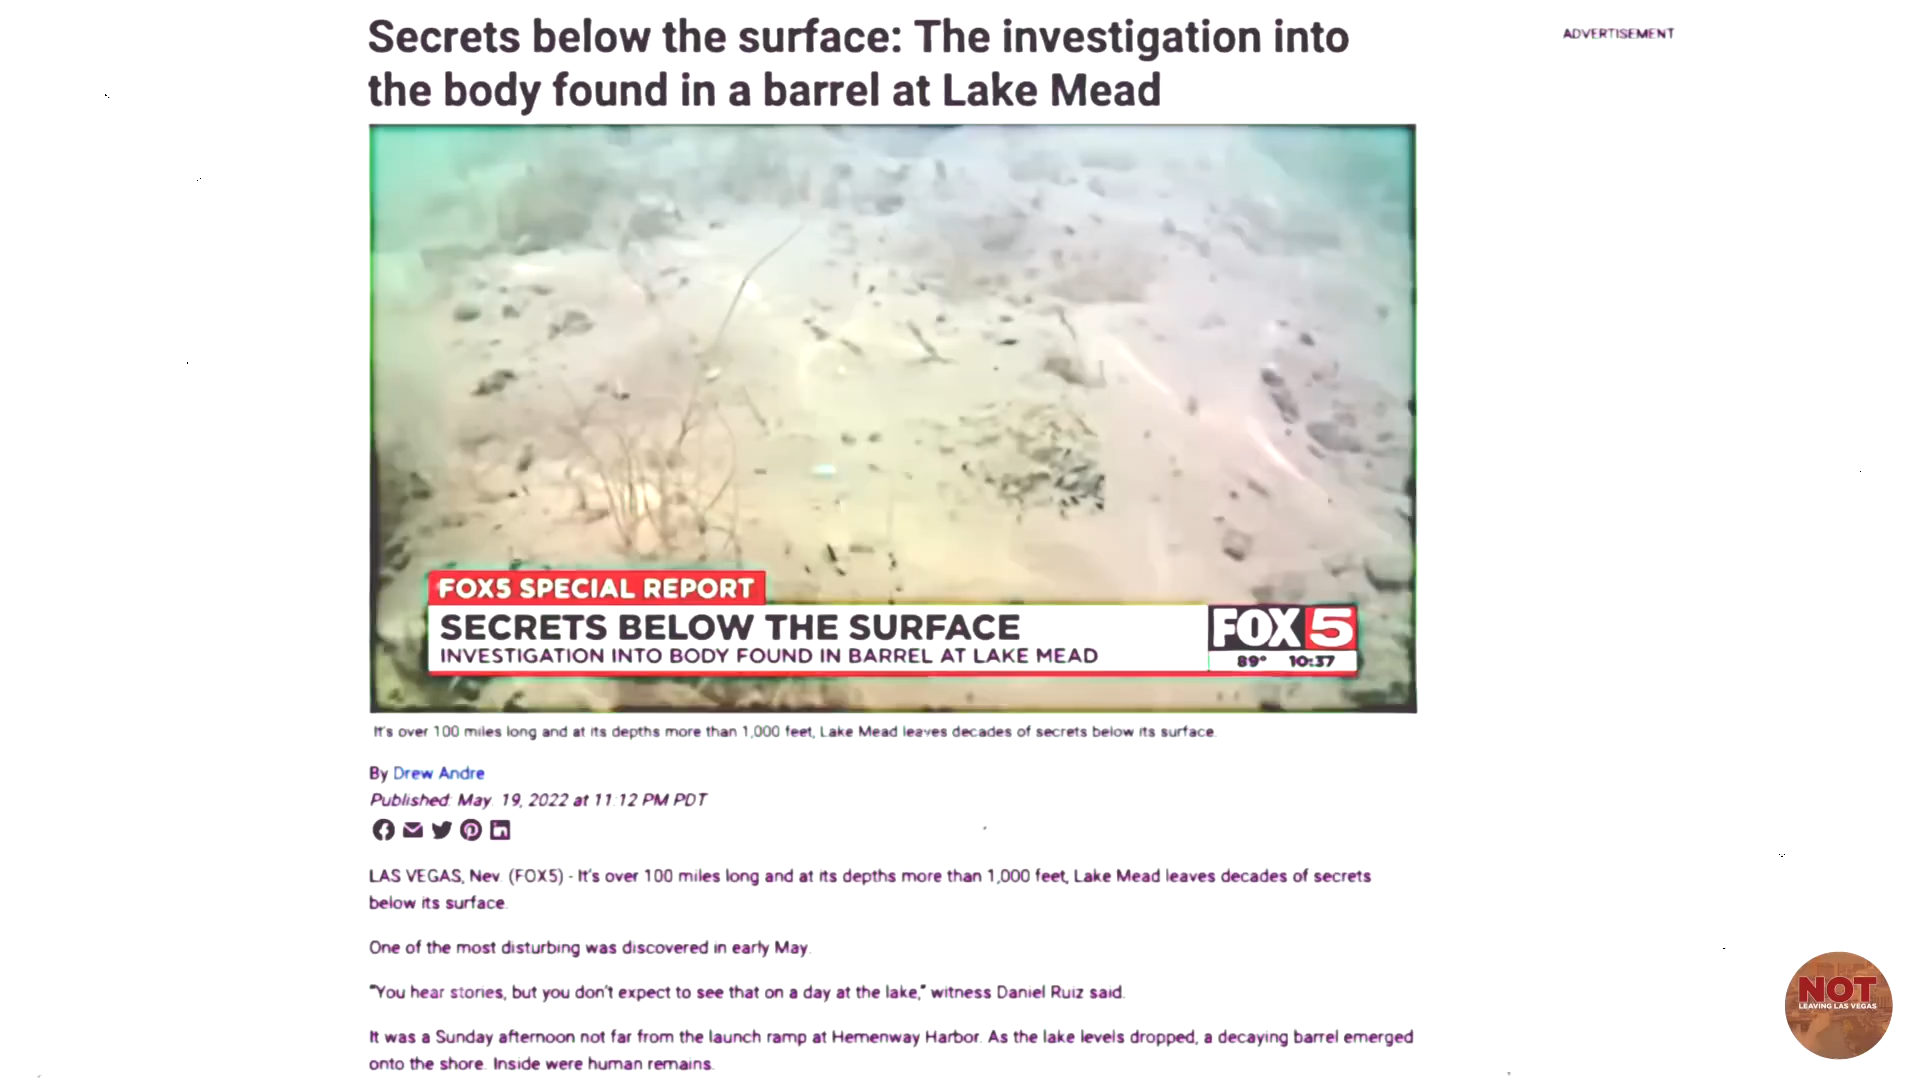 Secrets below the surface: The investigation into
the body found in a barrel at Lake Mead
ADVERTISEMENT
FOX5 SPECIAL REPORT
SECRETS BELOW THE SURFACE
INVESTIGATION INTO BODY FOUND IN BARREL AT LAKE MEAD
FOX 5
89° 10:37
It's over 100 miles long and at its depths more than 1,000 feet, Lake Mead leaves decades of secrets below its surface.
By Drew Andre
Published: May. 19, 2022 at 11:12 PM PDT
LAS VEGAS, Nev. (FOX5) - It's over 100 miles long and at its depths more than 1,000 feet, Lake Mead leaves decades of secrets
below its surface.
One of the most disturbing was discovered in early May.
"You hear stories, but you don't expect to see that on a day at the lake," witness Daniel Ruiz said.
It was a Sunday afternoon not far from the launch ramp at Hemenway Harbor. As the lake levels dropped, a decaying barrel emerged
onto the shore. Inside were human remains.
NOT
LEAVING LAS VEGAS